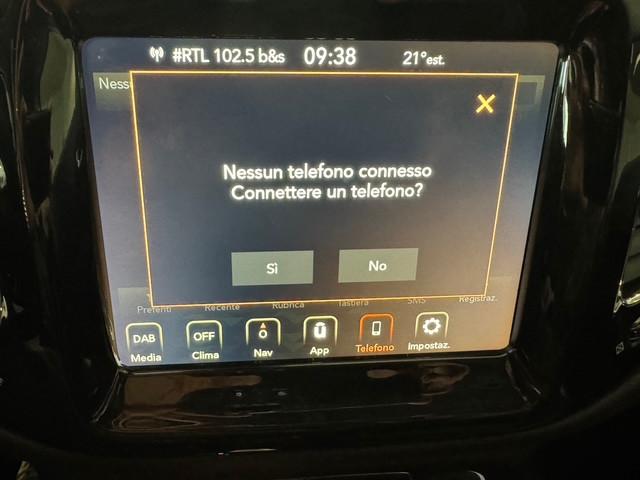 #RTL 102.5 b&s 09:38 21°est.
Ness
Nessun telefono connesso
Connettere un telefono?
Sì No
Preferiti Recente Rubrica Tastiera SMS Registraz.
DAB OFF
Media Clima Nav App Telefono Impostaz.